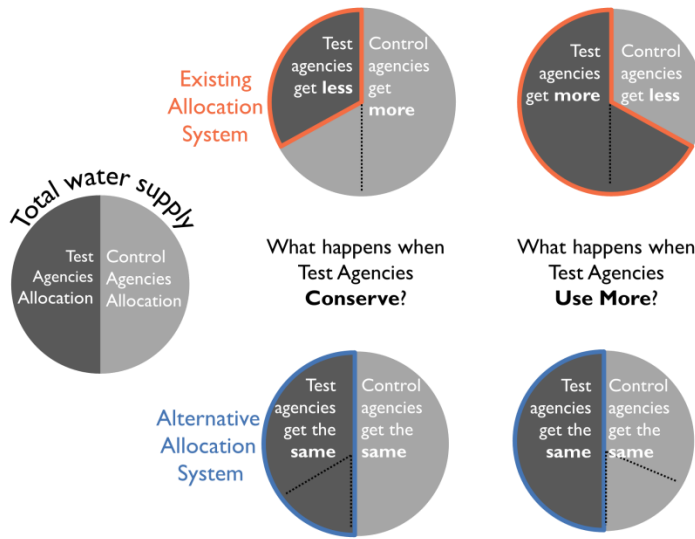 Test
agencies
get less
Control
agencies
get
more
Test
agencies
get more
Control
agencies
get less
Existing
Allocation
System
Total water supply
Test
Agencies
Allocation
Control
Agencies
Allocation
What happens when
Test Agencies
Conserve?
What happens when
Test Agencies
Use More?
Alternative
Allocation
System
Test
agencies
get the
same
Control
agencies
get the
same
Test
agencies
get the
same
Control
agencies
get the
same